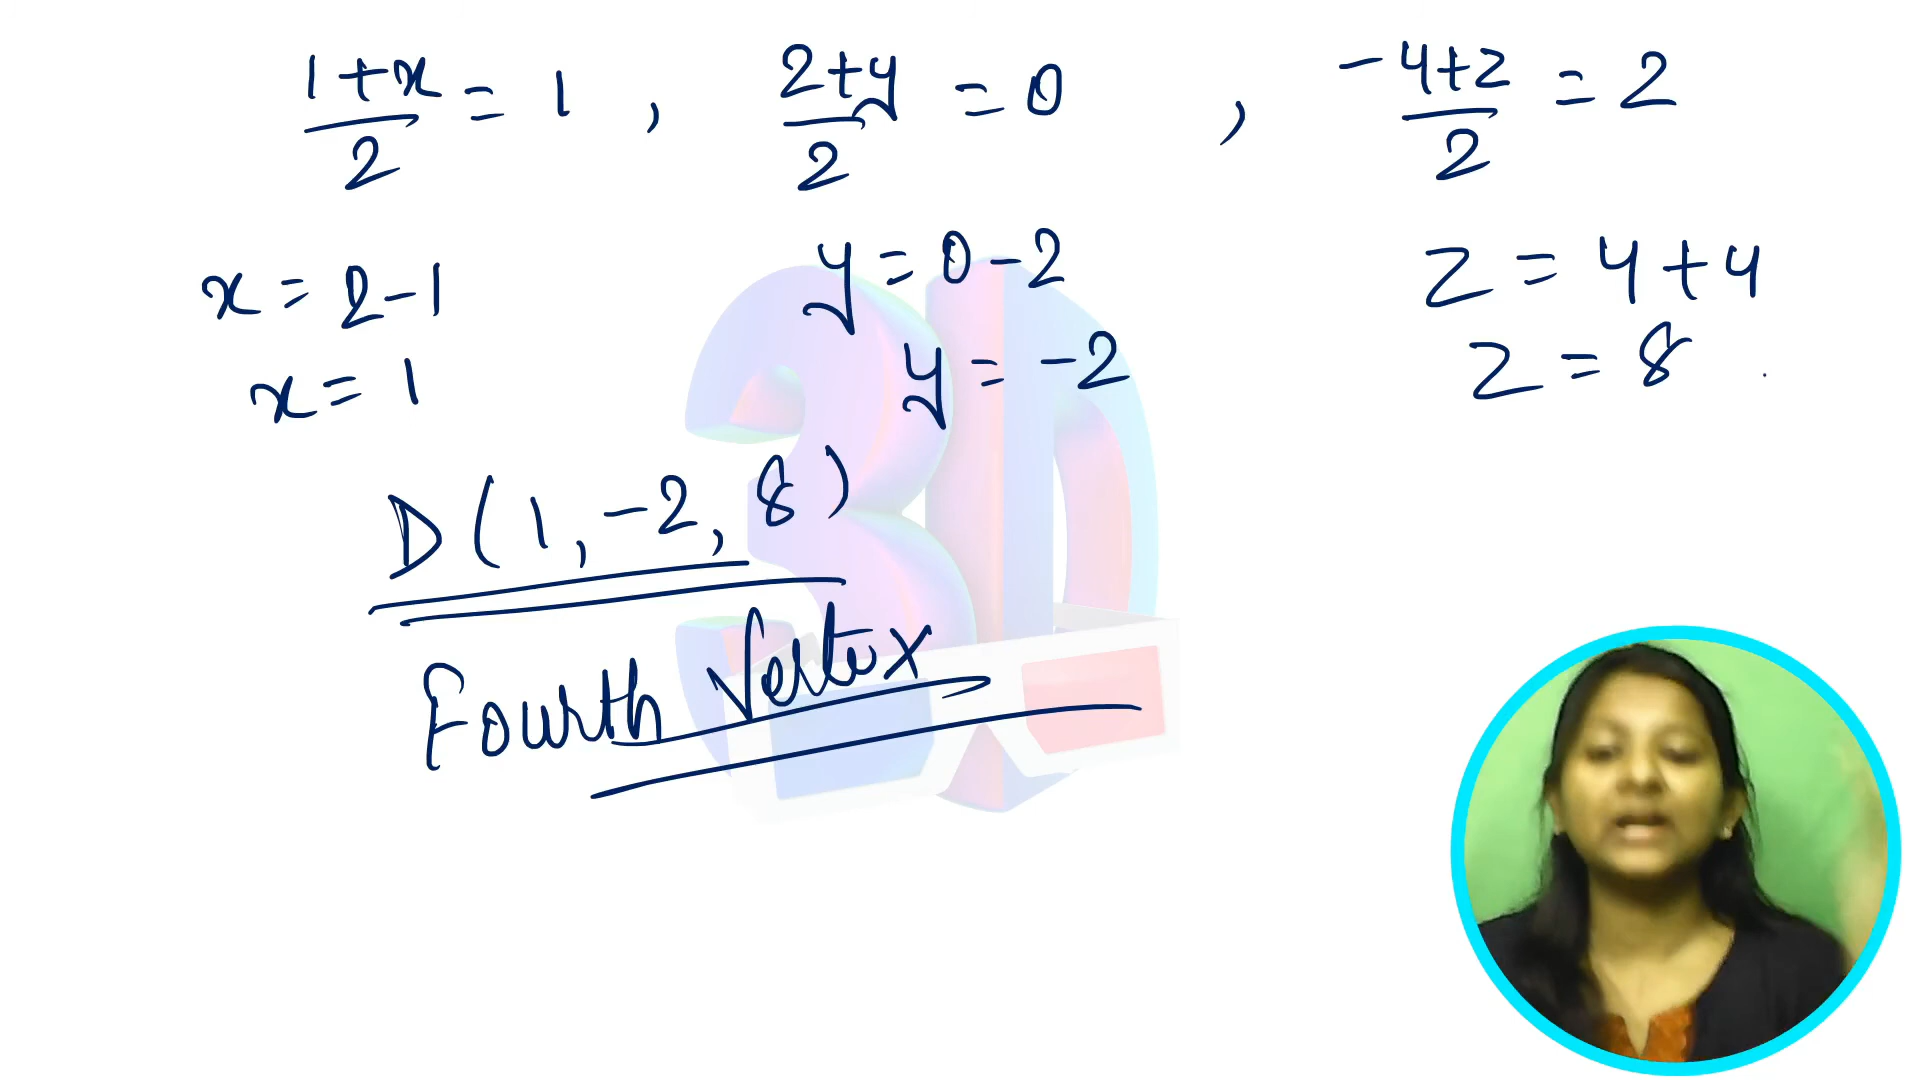 (1+x)/2 = 1 , (2+y)/2 = 0 , (-4+z)/2 = 2
x = 2-1 y = 0-2 z = 4+4
x = 1 y = -2 z = 8
D(1, -2, 8)
Fourth Vertex
3D